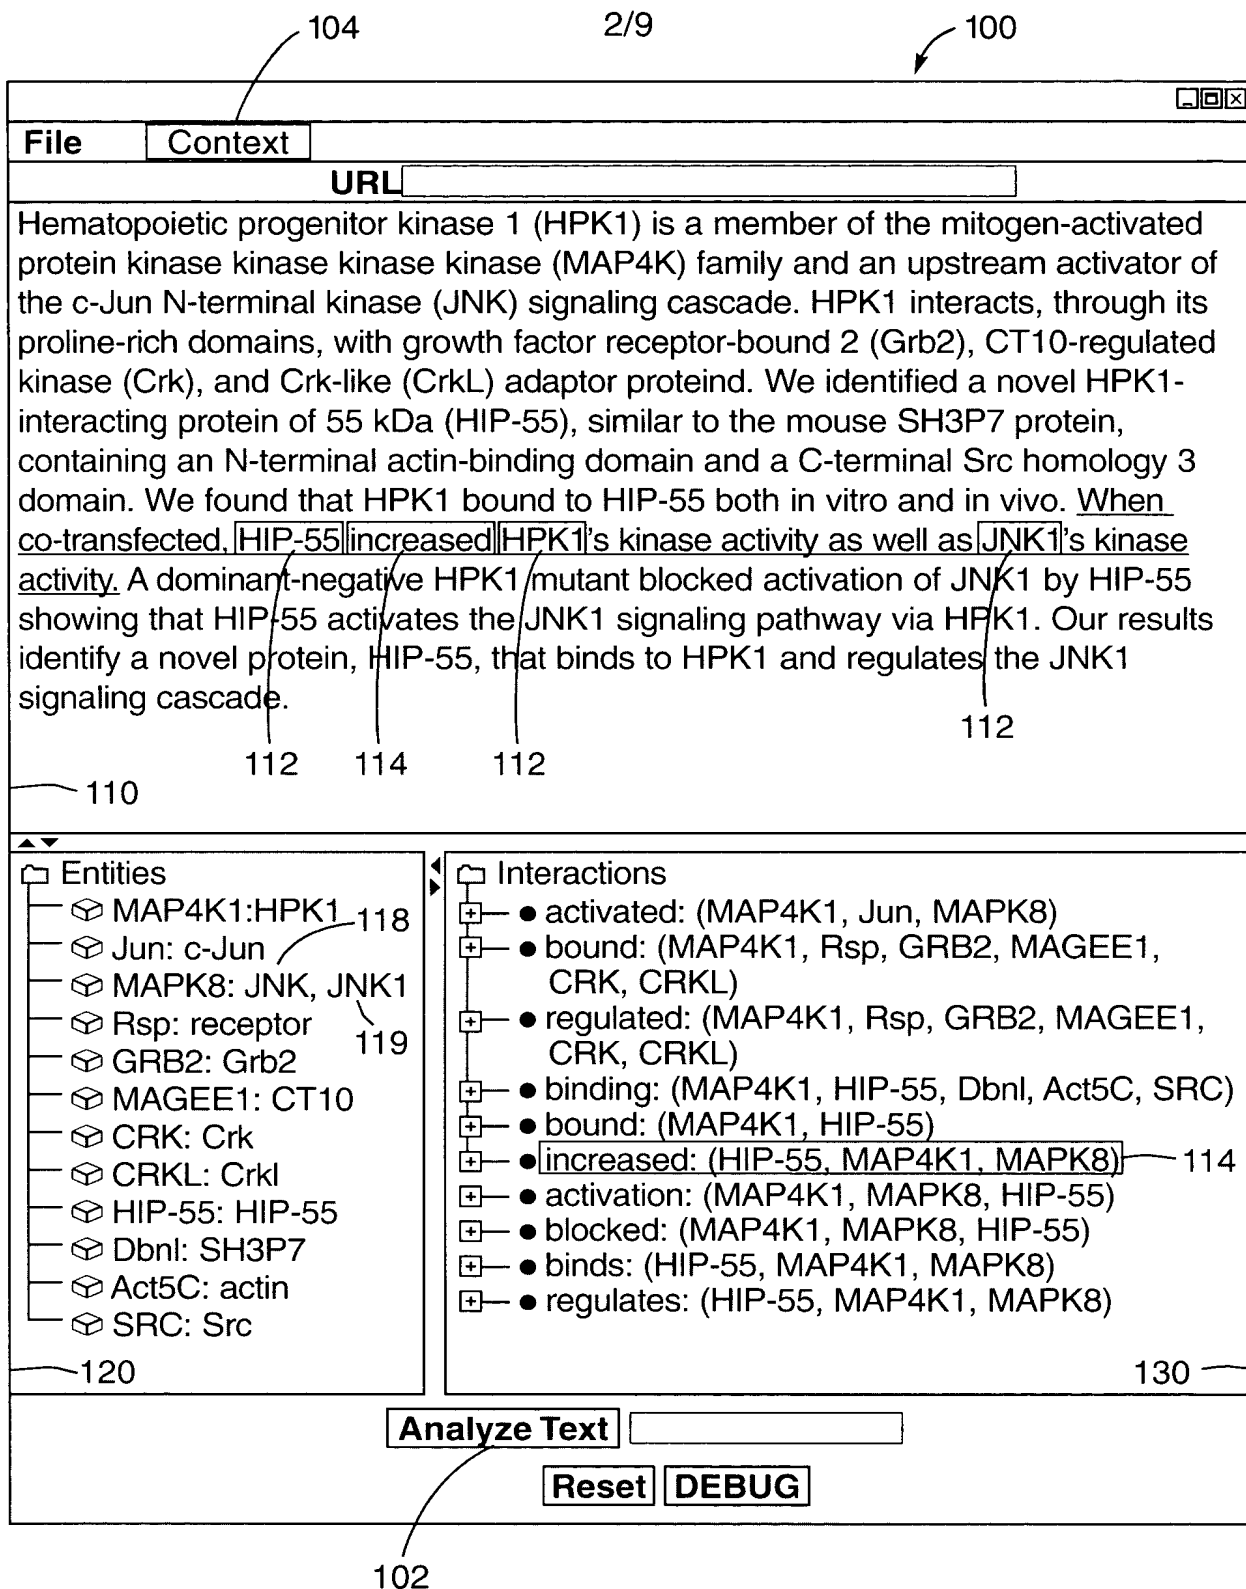 104
2/9
100
File
Context
URL
Hematopoietic progenitor kinase 1 (HPK1) is a member of the mitogen-activated
protein kinase kinase kinase kinase (MAP4K) family and an upstream activator of
the c-Jun N-terminal kinase (JNK) signaling cascade. HPK1 interacts, through its
proline-rich domains, with growth factor receptor-bound 2 (Grb2), CT10-regulated
kinase (Crk), and Crk-like (CrkL) adaptor proteind. We identified a novel HPK1-
interacting protein of 55 kDa (HIP-55), similar to the mouse SH3P7 protein,
containing an N-terminal actin-binding domain and a C-terminal Src homology 3
domain. We found that HPK1 bound to HIP-55 both in vitro and in vivo. When
co-transfected, HIP-55 increased HPK1's kinase activity as well as JNK1's kinase
activity. A dominant-negative HPK1 mutant blocked activation of JNK1 by HIP-55
showing that HIP-55 activates the JNK1 signaling pathway via HPK1. Our results
identify a novel protein, HIP-55, that binds to HPK1 and regulates the JNK1
signaling cascade.
112
114
112
112
110
Entities
MAP4K1:HPK1
118
Jun: c-Jun
MAPK8: JNK, JNK1
Rsp: receptor
119
GRB2: Grb2
MAGEE1: CT10
CRK: Crk
CRKL: Crkl
HIP-55: HIP-55
Dbnl: SH3P7
Act5C: actin
SRC: Src
120
Interactions
activated: (MAP4K1, Jun, MAPK8)
bound: (MAP4K1, Rsp, GRB2, MAGEE1,
CRK, CRKL)
regulated: (MAP4K1, Rsp, GRB2, MAGEE1,
CRK, CRKL)
binding: (MAP4K1, HIP-55, Dbnl, Act5C, SRC)
bound: (MAP4K1, HIP-55)
increased: (HIP-55, MAP4K1, MAPK8)
114
activation: (MAP4K1, MAPK8, HIP-55)
blocked: (MAP4K1, MAPK8, HIP-55)
binds: (HIP-55, MAP4K1, MAPK8)
regulates: (HIP-55, MAP4K1, MAPK8)
130
Analyze Text
Reset
DEBUG
102